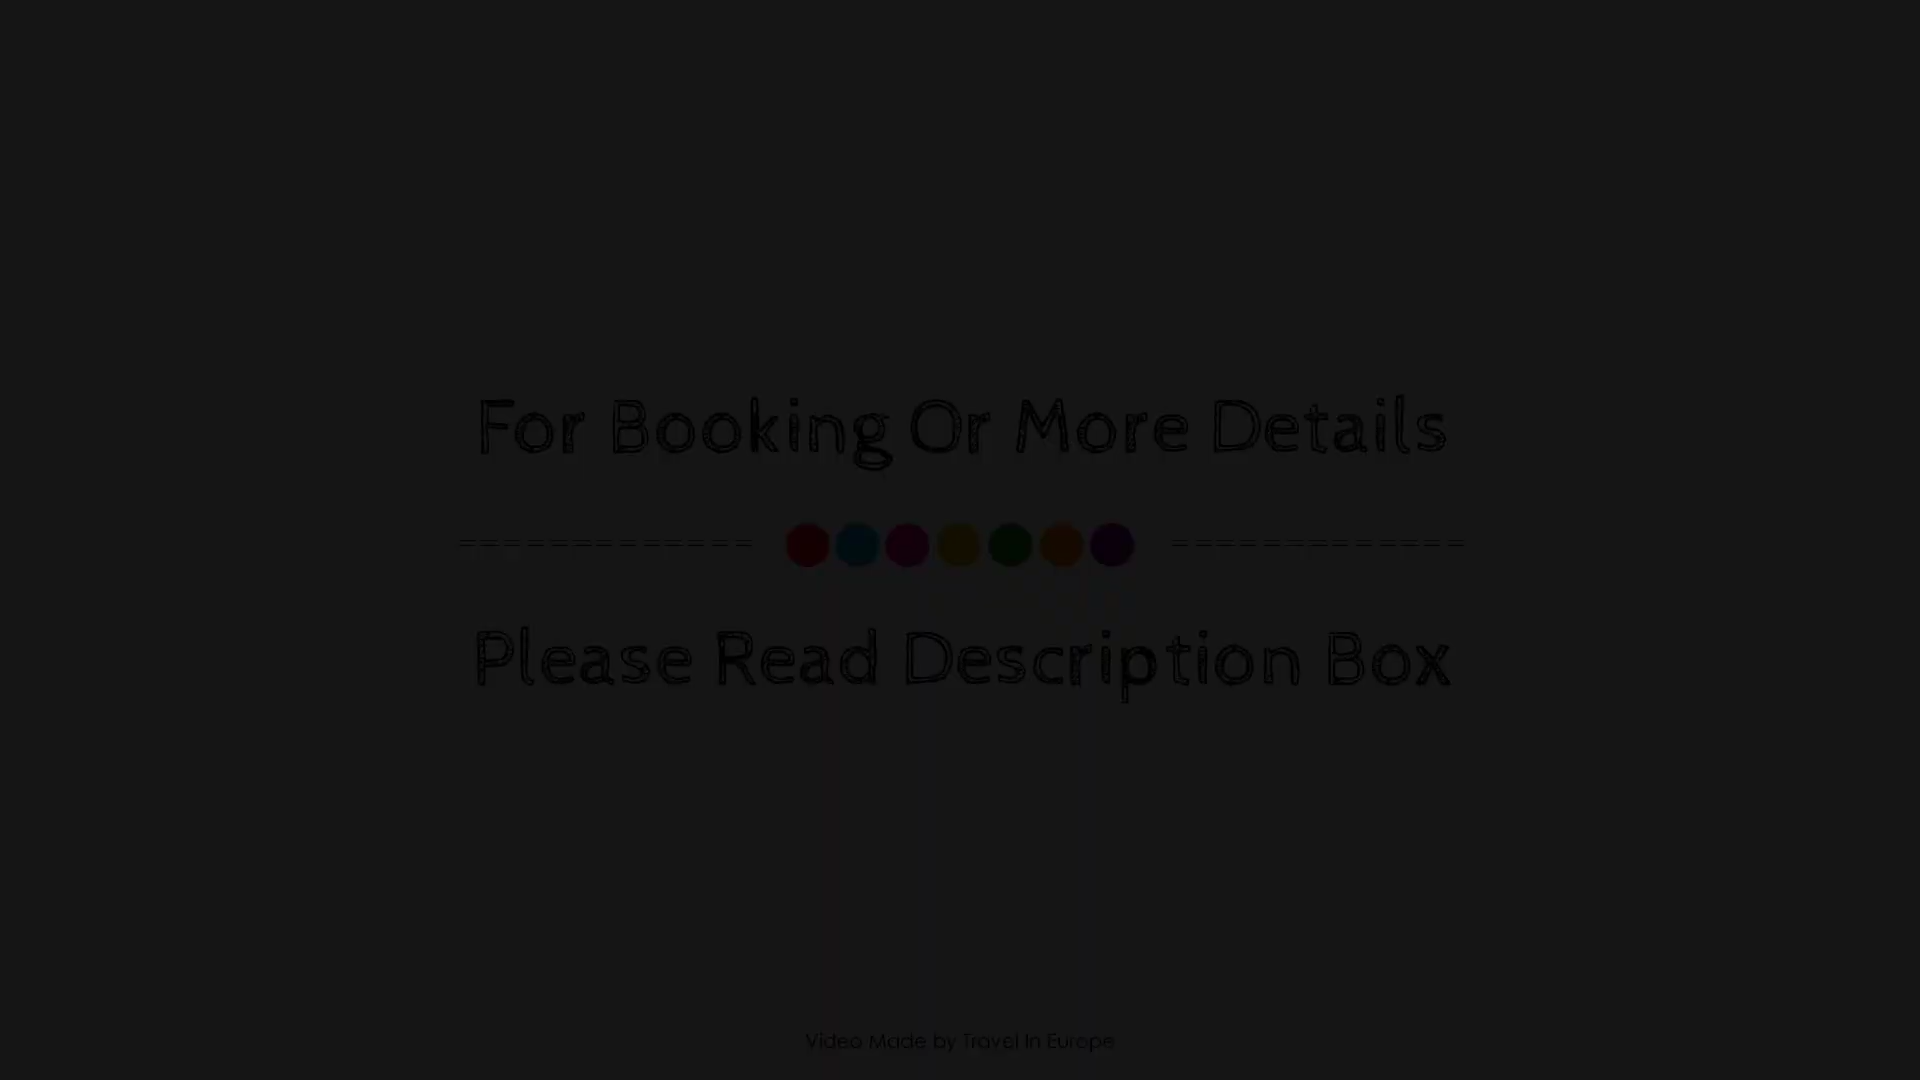 For Booking Or More Details
============= =============
Please Read Description Box
Video Made by Travel In Europe